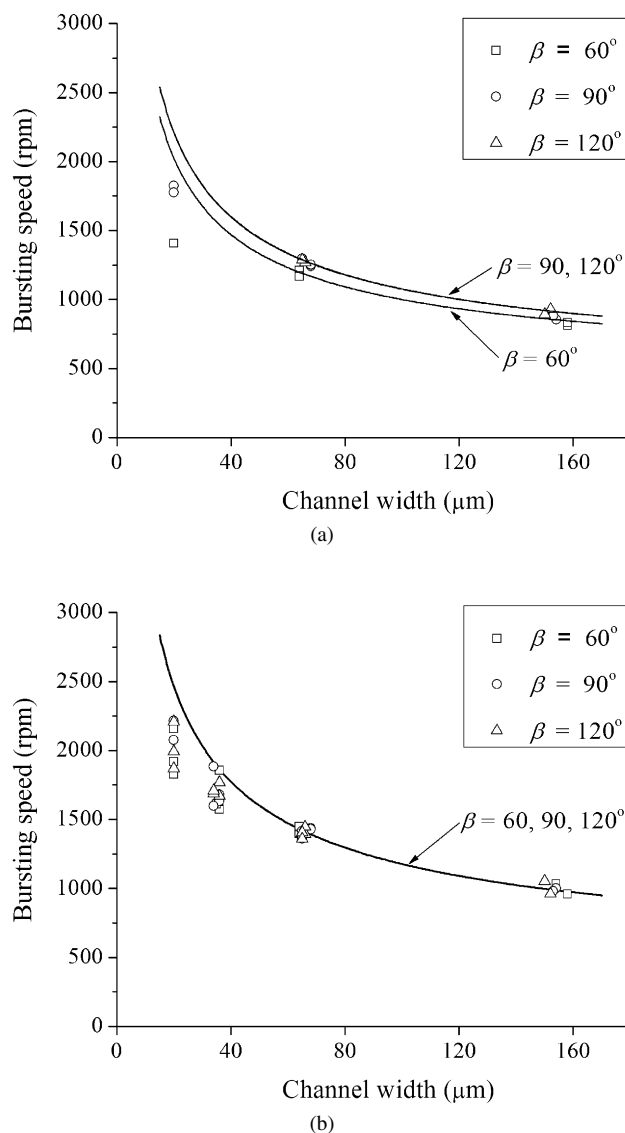 3000
2500
2000
1500
1000
500
0
Bursting speed (rpm)
β = 60°
β = 90°
β = 120°
β = 90, 120°
β = 60°
0 40 80 120 160
Channel width (μm)
(a)
3000
2500
2000
1500
1000
500
0
Bursting speed (rpm)
β = 60°
β = 90°
β = 120°
β = 60, 90, 120°
0 40 80 120 160
Channel width (μm)
(b)